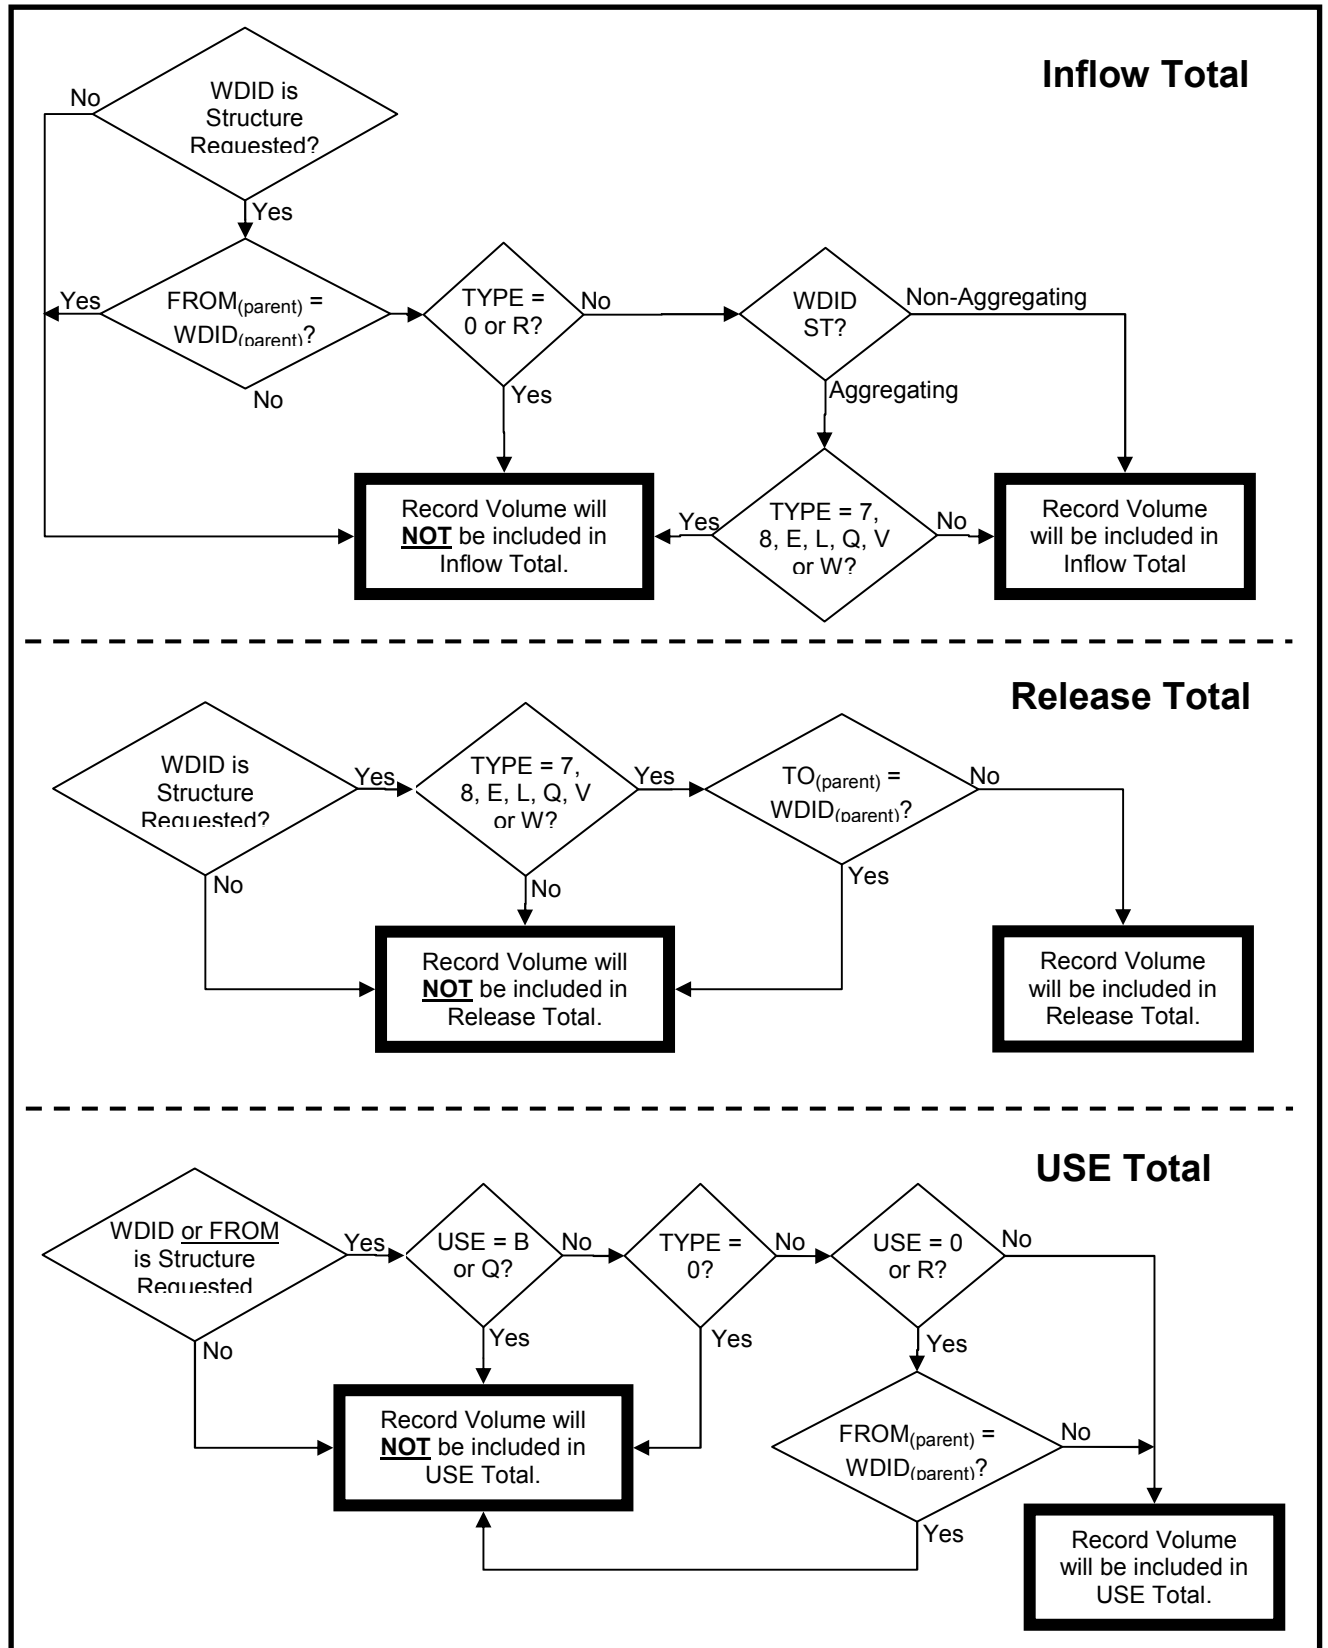 Inflow Total
WDID is
Structure
Requested?
No
Yes
FROM(parent) =
WDID(parent)?
Yes
No
TYPE =
0 or R?
No
Yes
WDID
ST?
Non-Aggregating
Aggregating
TYPE = 7,
8, E, L, Q, V
or W?
Yes
No
Record Volume will
NOT be included in
Inflow Total.
Record Volume
will be included in
Inflow Total
Release Total
WDID is
Structure
Requested?
Yes
No
TYPE = 7,
8, E, L, Q, V
or W?
Yes
No
TO(parent) =
WDID(parent)?
No
Yes
Record Volume will
NOT be included in
Release Total.
Record Volume
will be included in
Release Total.
USE Total
WDID or FROM
is Structure
Requested
Yes
No
USE = B
or Q?
No
Yes
TYPE =
0?
No
Yes
USE = 0
or R?
No
Yes
FROM(parent) =
WDID(parent)?
No
Yes
Record Volume will
NOT be included in
USE Total.
Record Volume
will be included in
USE Total.